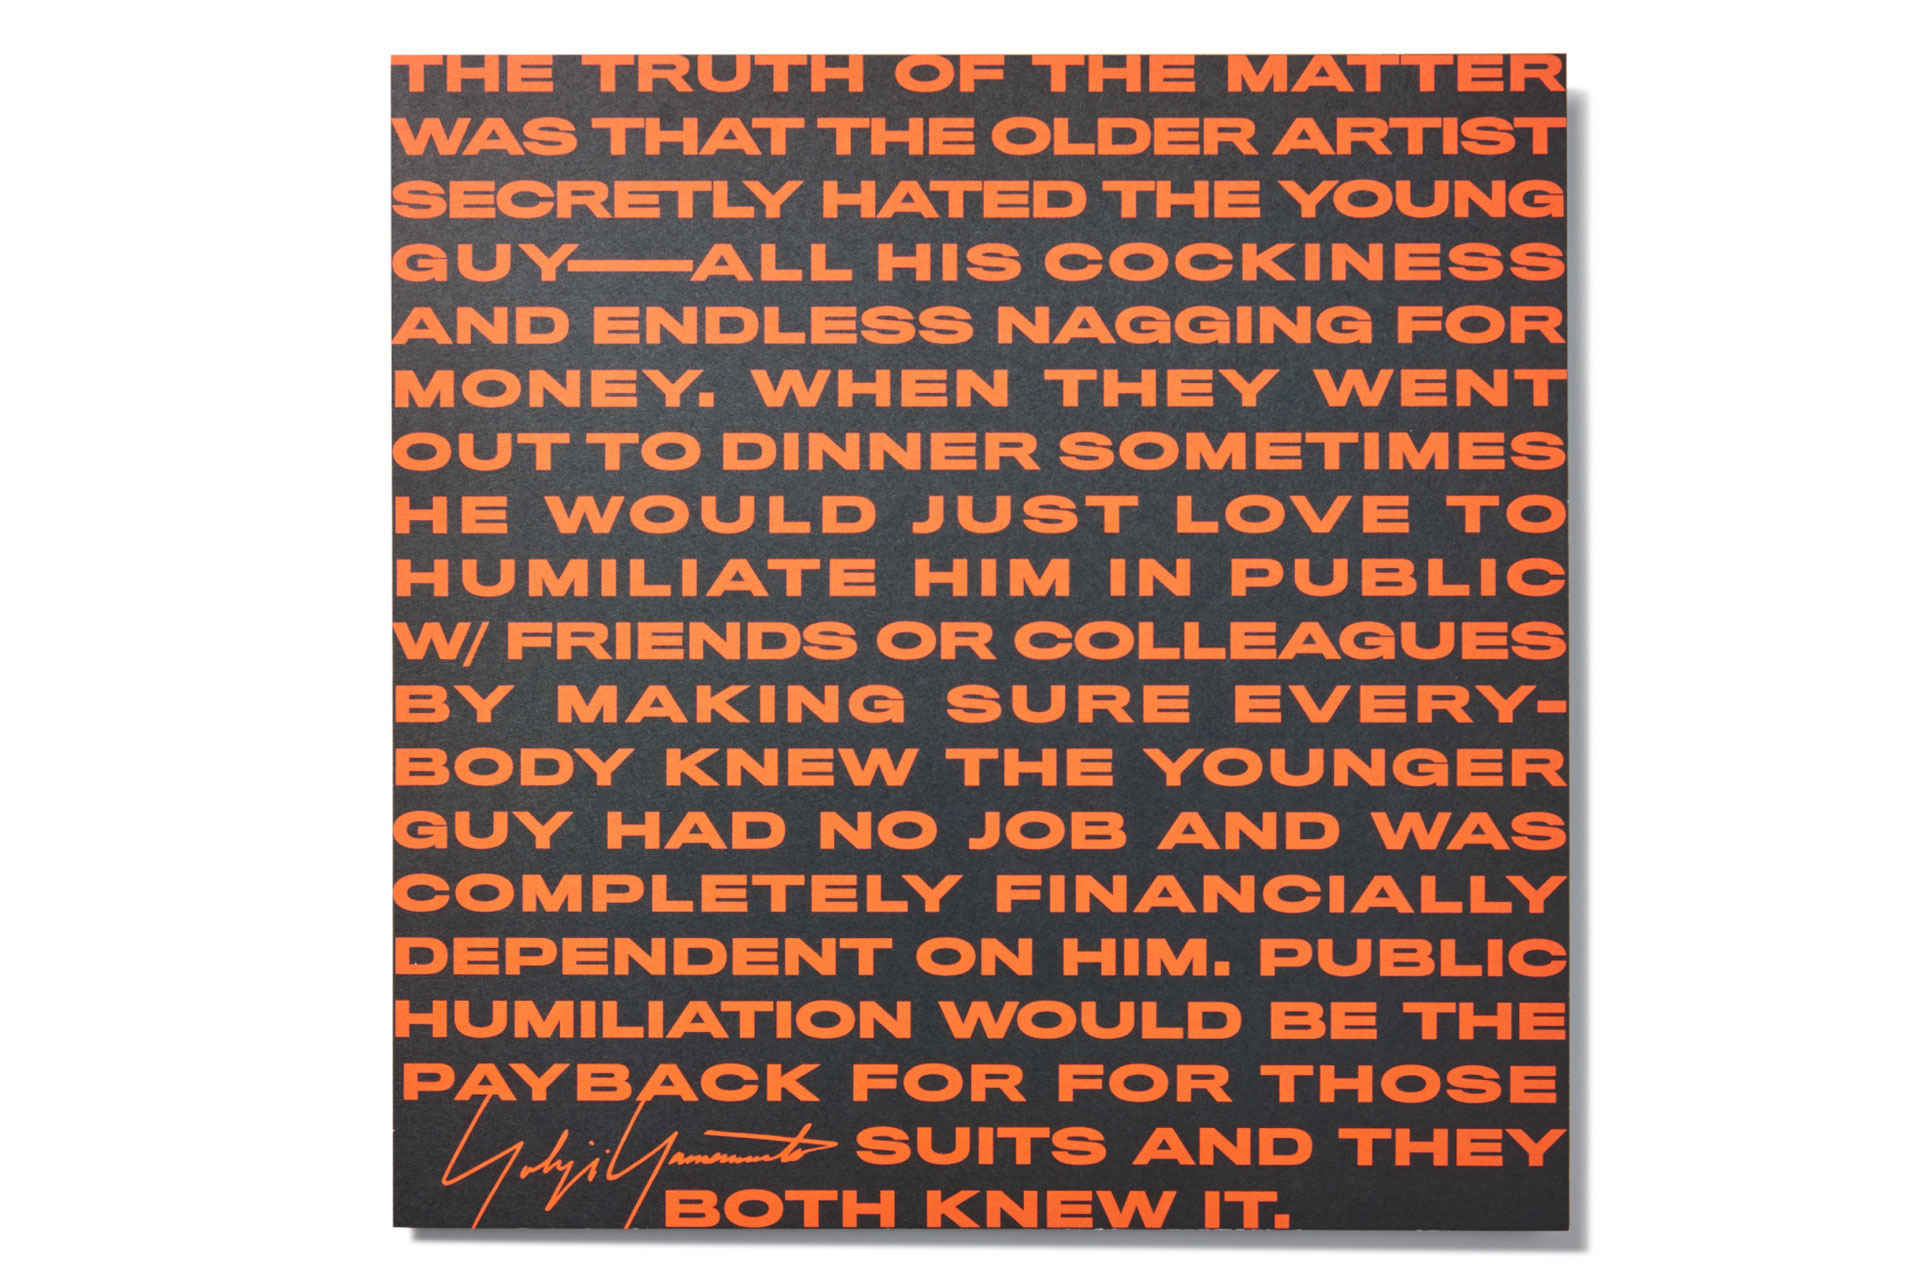 THE TRUTH OF THE MATTER
WAS THAT THE OLDER ARTIST
SECRETLY HATED THE YOUNG
GUY—ALL HIS COCKINESS
AND ENDLESS NAGGING FOR
MONEY. WHEN THEY WENT
OUT TO DINNER SOMETIMES
HE WOULD JUST LOVE TO
HUMILIATE HIM IN PUBLIC
W/ FRIENDS OR COLLEAGUES
BY MAKING SURE EVERY-
BODY KNEW THE YOUNGER
GUY HAD NO JOB AND WAS
COMPLETELY FINANCIALLY
DEPENDENT ON HIM. PUBLIC
HUMILIATION WOULD BE THE
PAYBACK FOR FOR THOSE
Yohji Yamamoto SUITS AND THEY
BOTH KNEW IT.